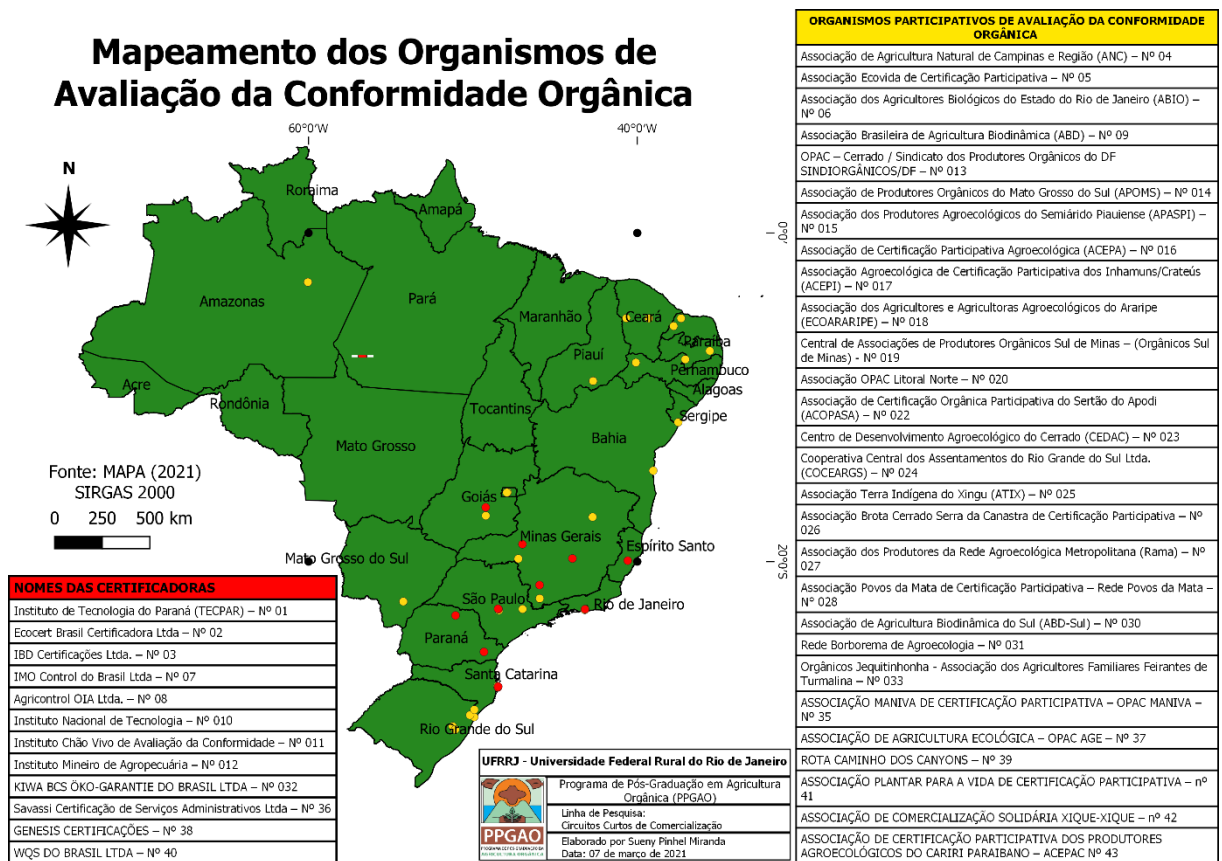 Mapeamento dos Organismos de
Avaliação da Conformidade Orgânica
60°0'W
40°0'W
N
0°0'
20°0'S
Roraima
Amapá
Amazonas
Pará
Maranhão
Ceará
Paraíba
Piauí
Pernambuco
Acre
Alagoas
Rondônia
Tocantins
Sergipe
Bahia
Mato Grosso
Goiás
Minas Gerais
Espírito Santo
Mato Grosso do Sul
São Paulo
Rio de Janeiro
Paraná
Santa Catarina
Rio Grande do Sul
Fonte: MAPA (2021)
SIRGAS 2000
0 250 500 km
NOMES DAS CERTIFICADORAS
Instituto de Tecnologia do Paraná (TECPAR) – Nº 01
Ecocert Brasil Certificadora Ltda – Nº 02
IBD Certificações Ltda. – Nº 03
IMO Control do Brasil Ltda – Nº 07
Agricontrol OIA Ltda. – Nº 08
Instituto Nacional de Tecnologia – Nº 010
Instituto Chão Vivo de Avaliação da Conformidade – Nº 011
Instituto Mineiro de Agropecuária – Nº 012
KIWA BCS ÖKO-GARANTIE DO BRASIL LTDA – Nº 032
Savassi Certificação de Serviços Administrativos Ltda – Nº 36
GENESIS CERTIFICAÇÕES – Nº 38
WQS DO BRASIL LTDA – Nº 40
UFRRJ - Universidade Federal Rural do Rio de Janeiro
PPGAO
Programa de Pós-Graduação em Agricultura
Orgânica (PPGAO)
Linha de Pesquisa:
Circuitos Curtos de Comercialização
Elaborado por Sueny Pinhel Miranda
Data: 07 de março de 2021
ORGANISMOS PARTICIPATIVOS DE AVALIAÇÃO DA CONFORMIDADE
ORGÂNICA
Associação de Agricultura Natural de Campinas e Região (ANC) – Nº 04
Associação Ecovida de Certificação Participativa – Nº 05
Associação dos Agricultores Biológicos do Estado do Rio de Janeiro (ABIO) –
Nº 06
Associação Brasileira de Agricultura Biodinâmica (ABD) – Nº 09
OPAC – Cerrado / Sindicato dos Produtores Orgânicos do DF
SINDIORGÂNICOS/DF – Nº 013
Associação de Produtores Orgânicos do Mato Grosso do Sul (APOMS) – Nº 014
Associação dos Produtores Agroecológicos do Semiárido Piauiense (APASPI) –
Nº 015
Associação de Certificação Participativa Agroecológica (ACEPA) – Nº 016
Associação Agroecológica de Certificação Participativa dos Inhamuns/Crateús
(ACEPI) – Nº 017
Associação dos Agricultores e Agricultoras Agroecológicos do Araripe
(ECOARARIPE) – Nº 018
Central de Associações de Produtores Orgânicos Sul de Minas – (Orgânicos Sul
de Minas) - Nº 019
Associação OPAC Litoral Norte – Nº 020
Associação de Certificação Orgânica Participativa do Sertão do Apodi
(ACOPASA) – Nº 022
Centro de Desenvolvimento Agroecológico do Cerrado (CEDAC) – Nº 023
Cooperativa Central dos Assentamentos do Rio Grande do Sul Ltda.
(COCEARGS) – Nº 024
Associação Terra Indígena do Xingu (ATIX) – Nº 025
Associação Brota Cerrado Serra da Canastra de Certificação Participativa – Nº
026
Associação dos Produtores da Rede Agroecológica Metropolitana (Rama) – Nº
027
Associação Povos da Mata de Certificação Participativa – Rede Povos da Mata –
Nº 028
Associação de Agricultura Biodinâmica do Sul (ABD-Sul) – Nº 030
Rede Borborema de Agroecologia – Nº 031
Orgânicos Jequitinhonha - Associação dos Agricultores Familiares Feirantes de
Turmalina – Nº 033
ASSOCIAÇÃO MANIVA DE CERTIFICAÇÃO PARTICIPATIVA – OPAC MANIVA –
Nº 35
ASSOCIAÇÃO DE AGRICULTURA ECOLÓGICA – OPAC AGE – Nº 37
ROTA CAMINHO DOS CANYONS – Nº 39
ASSOCIAÇÃO PLANTAR PARA A VIDA DE CERTIFICAÇÃO PARTICIPATIVA – nº
41
ASSOCIAÇÃO DE COMERCIALIZAÇÃO SOLIDÁRIA XIQUE-XIQUE – nº 42
ASSOCIAÇÃO DE CERTIFICAÇÃO PARTICIPATIVA DOS PRODUTORES
AGROECOLÓGICOS DO CARIRI PARAIBANO – ACEPAC Nº 43